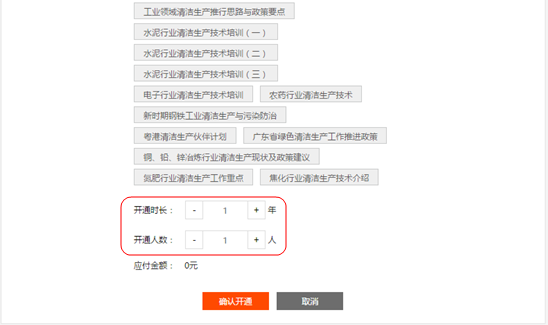 工业领域清洁生产推行思路与政策要点
水泥行业清洁生产技术培训（一）
水泥行业清洁生产技术培训（二）
水泥行业清洁生产技术培训（三）
电子行业清洁生产技术培训 农药行业清洁生产技术
新时期钢铁工业清洁生产与污染防治
粤港清洁生产伙伴计划 广东省绿色清洁生产工作推进政策
铜、铅、锌冶炼行业清洁生产现状及政策建议
氮肥行业清洁生产工作重点 焦化行业清洁生产技术介绍
开通时长： - 1 + 年
开通人数： - 1 + 人
应付金额： 0元
确认开通 取消